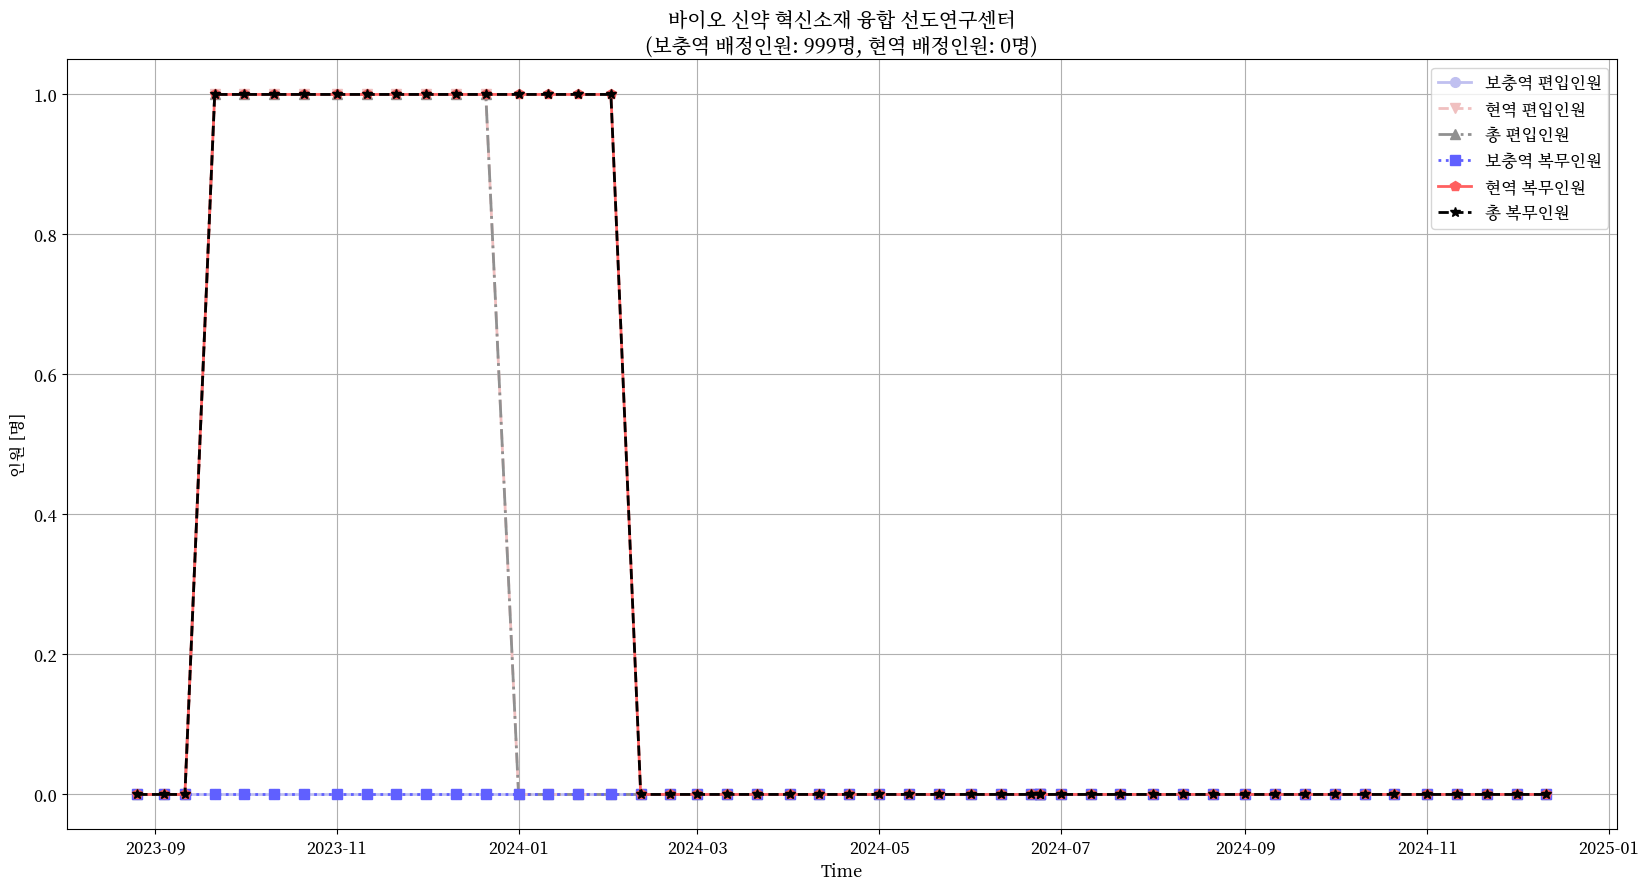 바이오 신약 혁신소재 융합 선도연구센터
(보충역 배정인원: 999명, 현역 배정인원: 0명)
보충역 편입인원
현역 편입인원
총 편입인원
보충역 복무인원
현역 복무인원
총 복무인원
인원 [명]
1.0
0.8
0.6
0.4
0.2
0.0
2023-09
2023-11
2024-01
2024-03
2024-05
2024-07
2024-09
2024-11
2025-01
Time